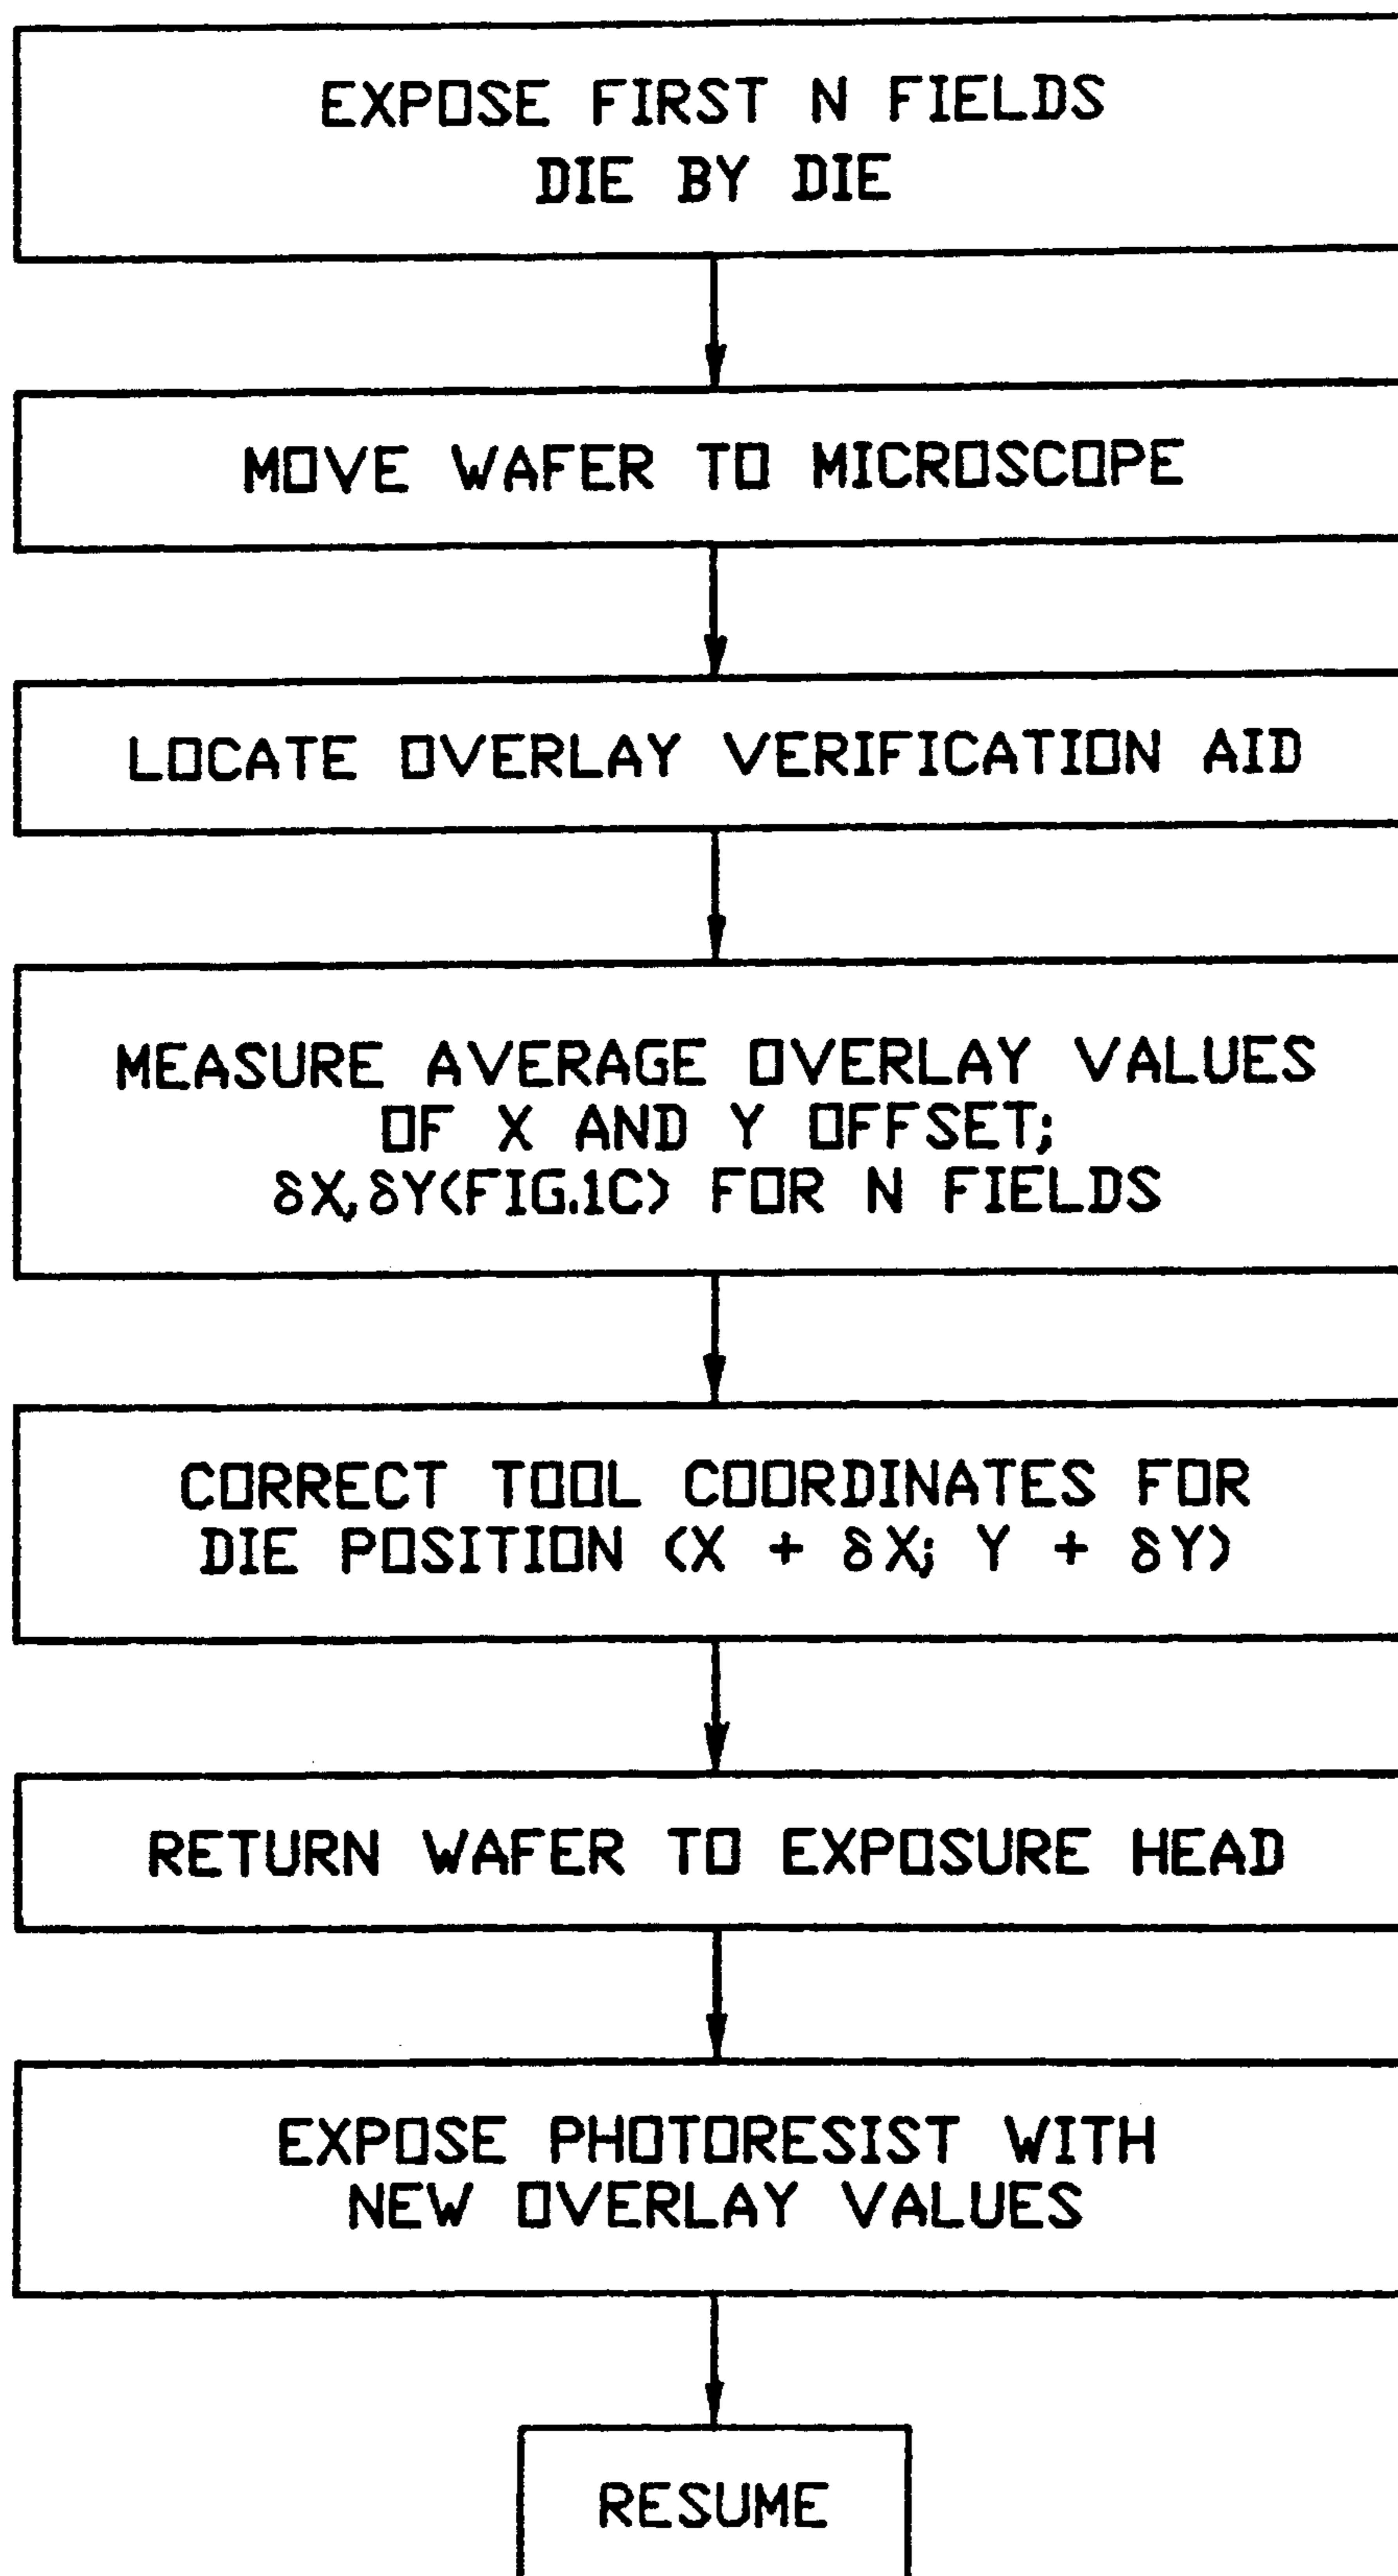 EXPOSE FIRST N FIELDS
DIE BY DIE
MOVE WAFER TO MICROSCOPE
LOCATE OVERLAY VERIFICATION AID
MEASURE AVERAGE OVERLAY VALUES
OF X AND Y OFFSET;
δX,δY(FIG.1C) FOR N FIELDS
CORRECT TOOL COORDINATES FOR
DIE POSITION (X + δX; Y + δY)
RETURN WAFER TO EXPOSURE HEAD
EXPOSE PHOTORESIST WITH
NEW OVERLAY VALUES
RESUME